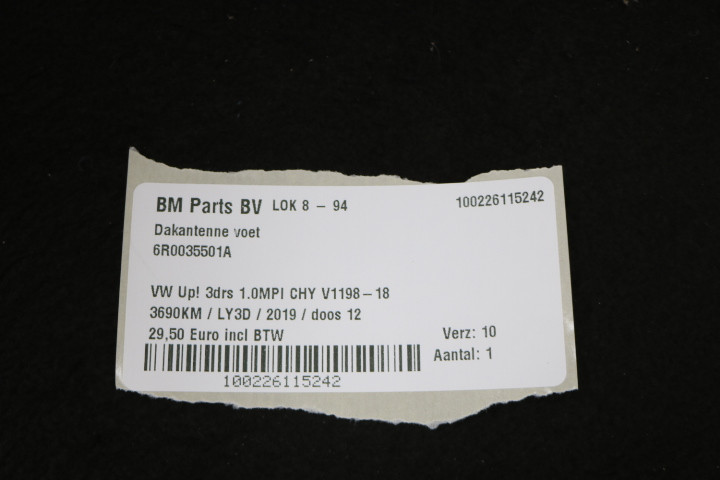 BM Parts BV LOK 8 – 94 100226115242
Dakantenne voet
6R0035501A
VW Up! 3drs 1.0MPI CHY V1198–18
3690KM / LY3D / 2019 / doos 12
29,50 Euro incl BTW Verz: 10
Aantal: 1
100226115242